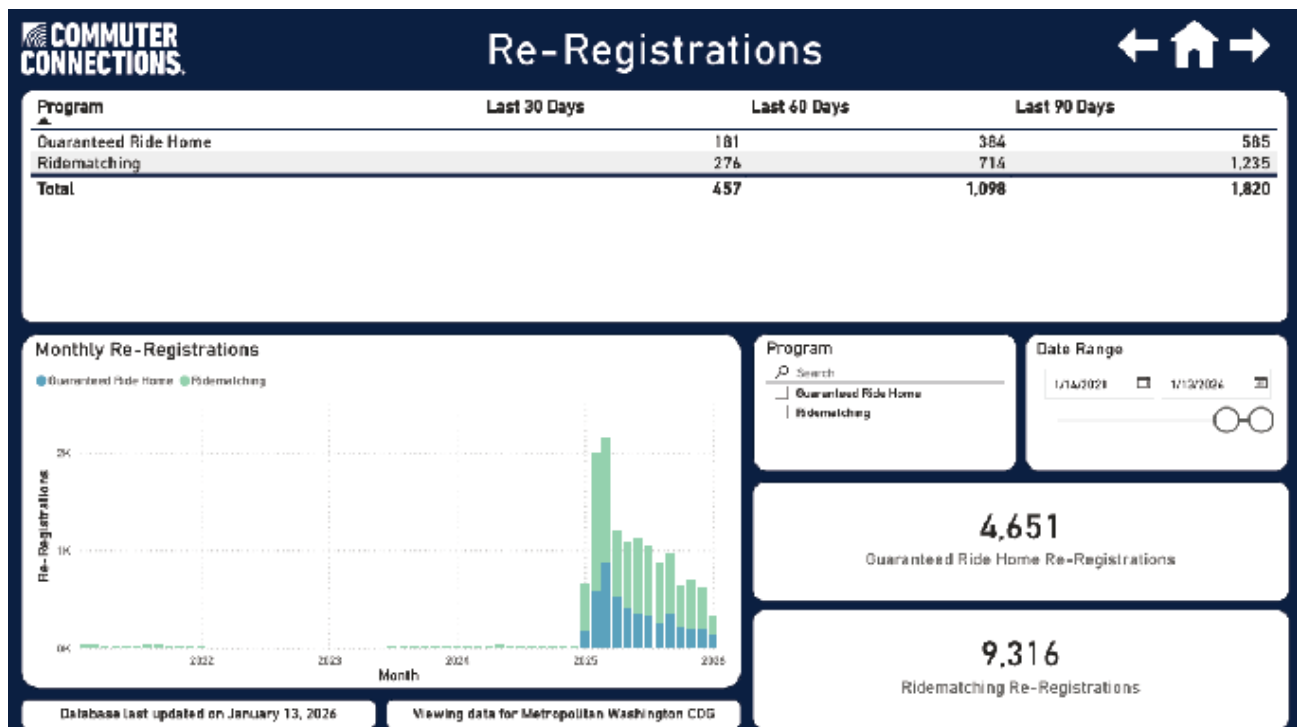 COMMUTER
CONNECTIONS.
Re-Registrations
Program Last 30 Days Last 60 Days Last 90 Days
Guaranteed Ride Home 181 384 585
Ridematching 276 714 1,235
Total 457 1,098 1,820
Monthly Re-Registrations
Guaranteed Ride Home Ridematching
Re-Registrations
2K
1K
0K
2022 2023 2024 2025 2026
Month
Program
Search
Guaranteed Ride Home
Ridematching
Date Range
1/14/2021 1/13/2026
4,651
Guaranteed Ride Home Re-Registrations
9,316
Ridematching Re-Registrations
Database last updated on January 13, 2026
Viewing data for Metropolitan Washington COG